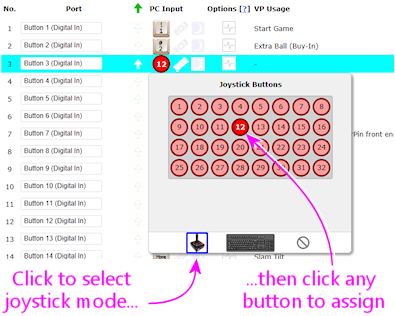 No. Port PC Input Options [?] VP Usage
1 Button 1 (Digital In) ! 1 Start Game
2 Button 2 (Digital In) @ 2 Extra Ball (Buy-In)
3 Button 3 (Digital In) 12 -
4 Button 4 (Digital In)
5 Button 5 (Digital In)
6 Button 6 (Digital In)
7 Button 7 (Digital In)
8 Button 8 (Digital In)
9 Button 9 (Digital In)
10 Button 10 (Digital In)
11 Button 11 (Digital In)
12 Button 12 (Digital In)
13 Button 13 (Digital In)
14 Button 14 (Digital In) Home Slam Tilt
Joystick Buttons
1 2 3 4 5 6 7 8
9 10 11 12 13 14 15 16
17 18 19 20 21 22 23 24
25 26 27 28 29 30 31 32
Pin front en
Click to select
joystick mode...
...then click any
button to assign